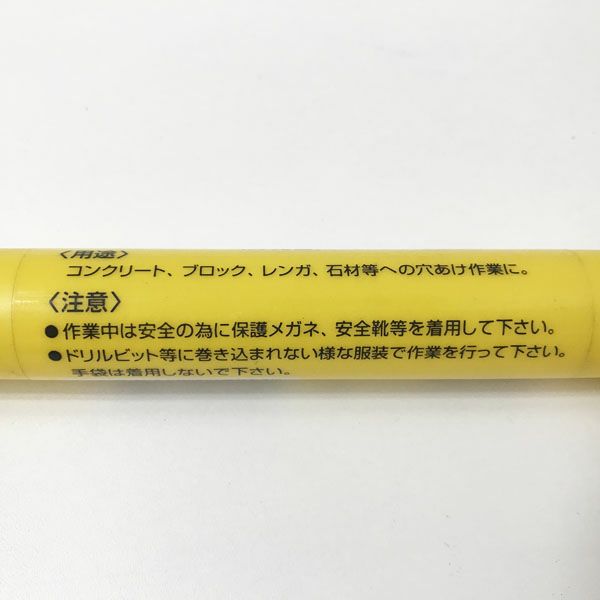 〈用途〉
コンクリート、ブロック、レンガ、石材等への穴あけ作業に。
〈注意〉
●作業中は安全の為に保護メガネ、安全靴等を着用して下さい。
●ドリルビット等に巻き込まれない様な服装で作業を行って下さい。
手袋は着用しないで下さい。